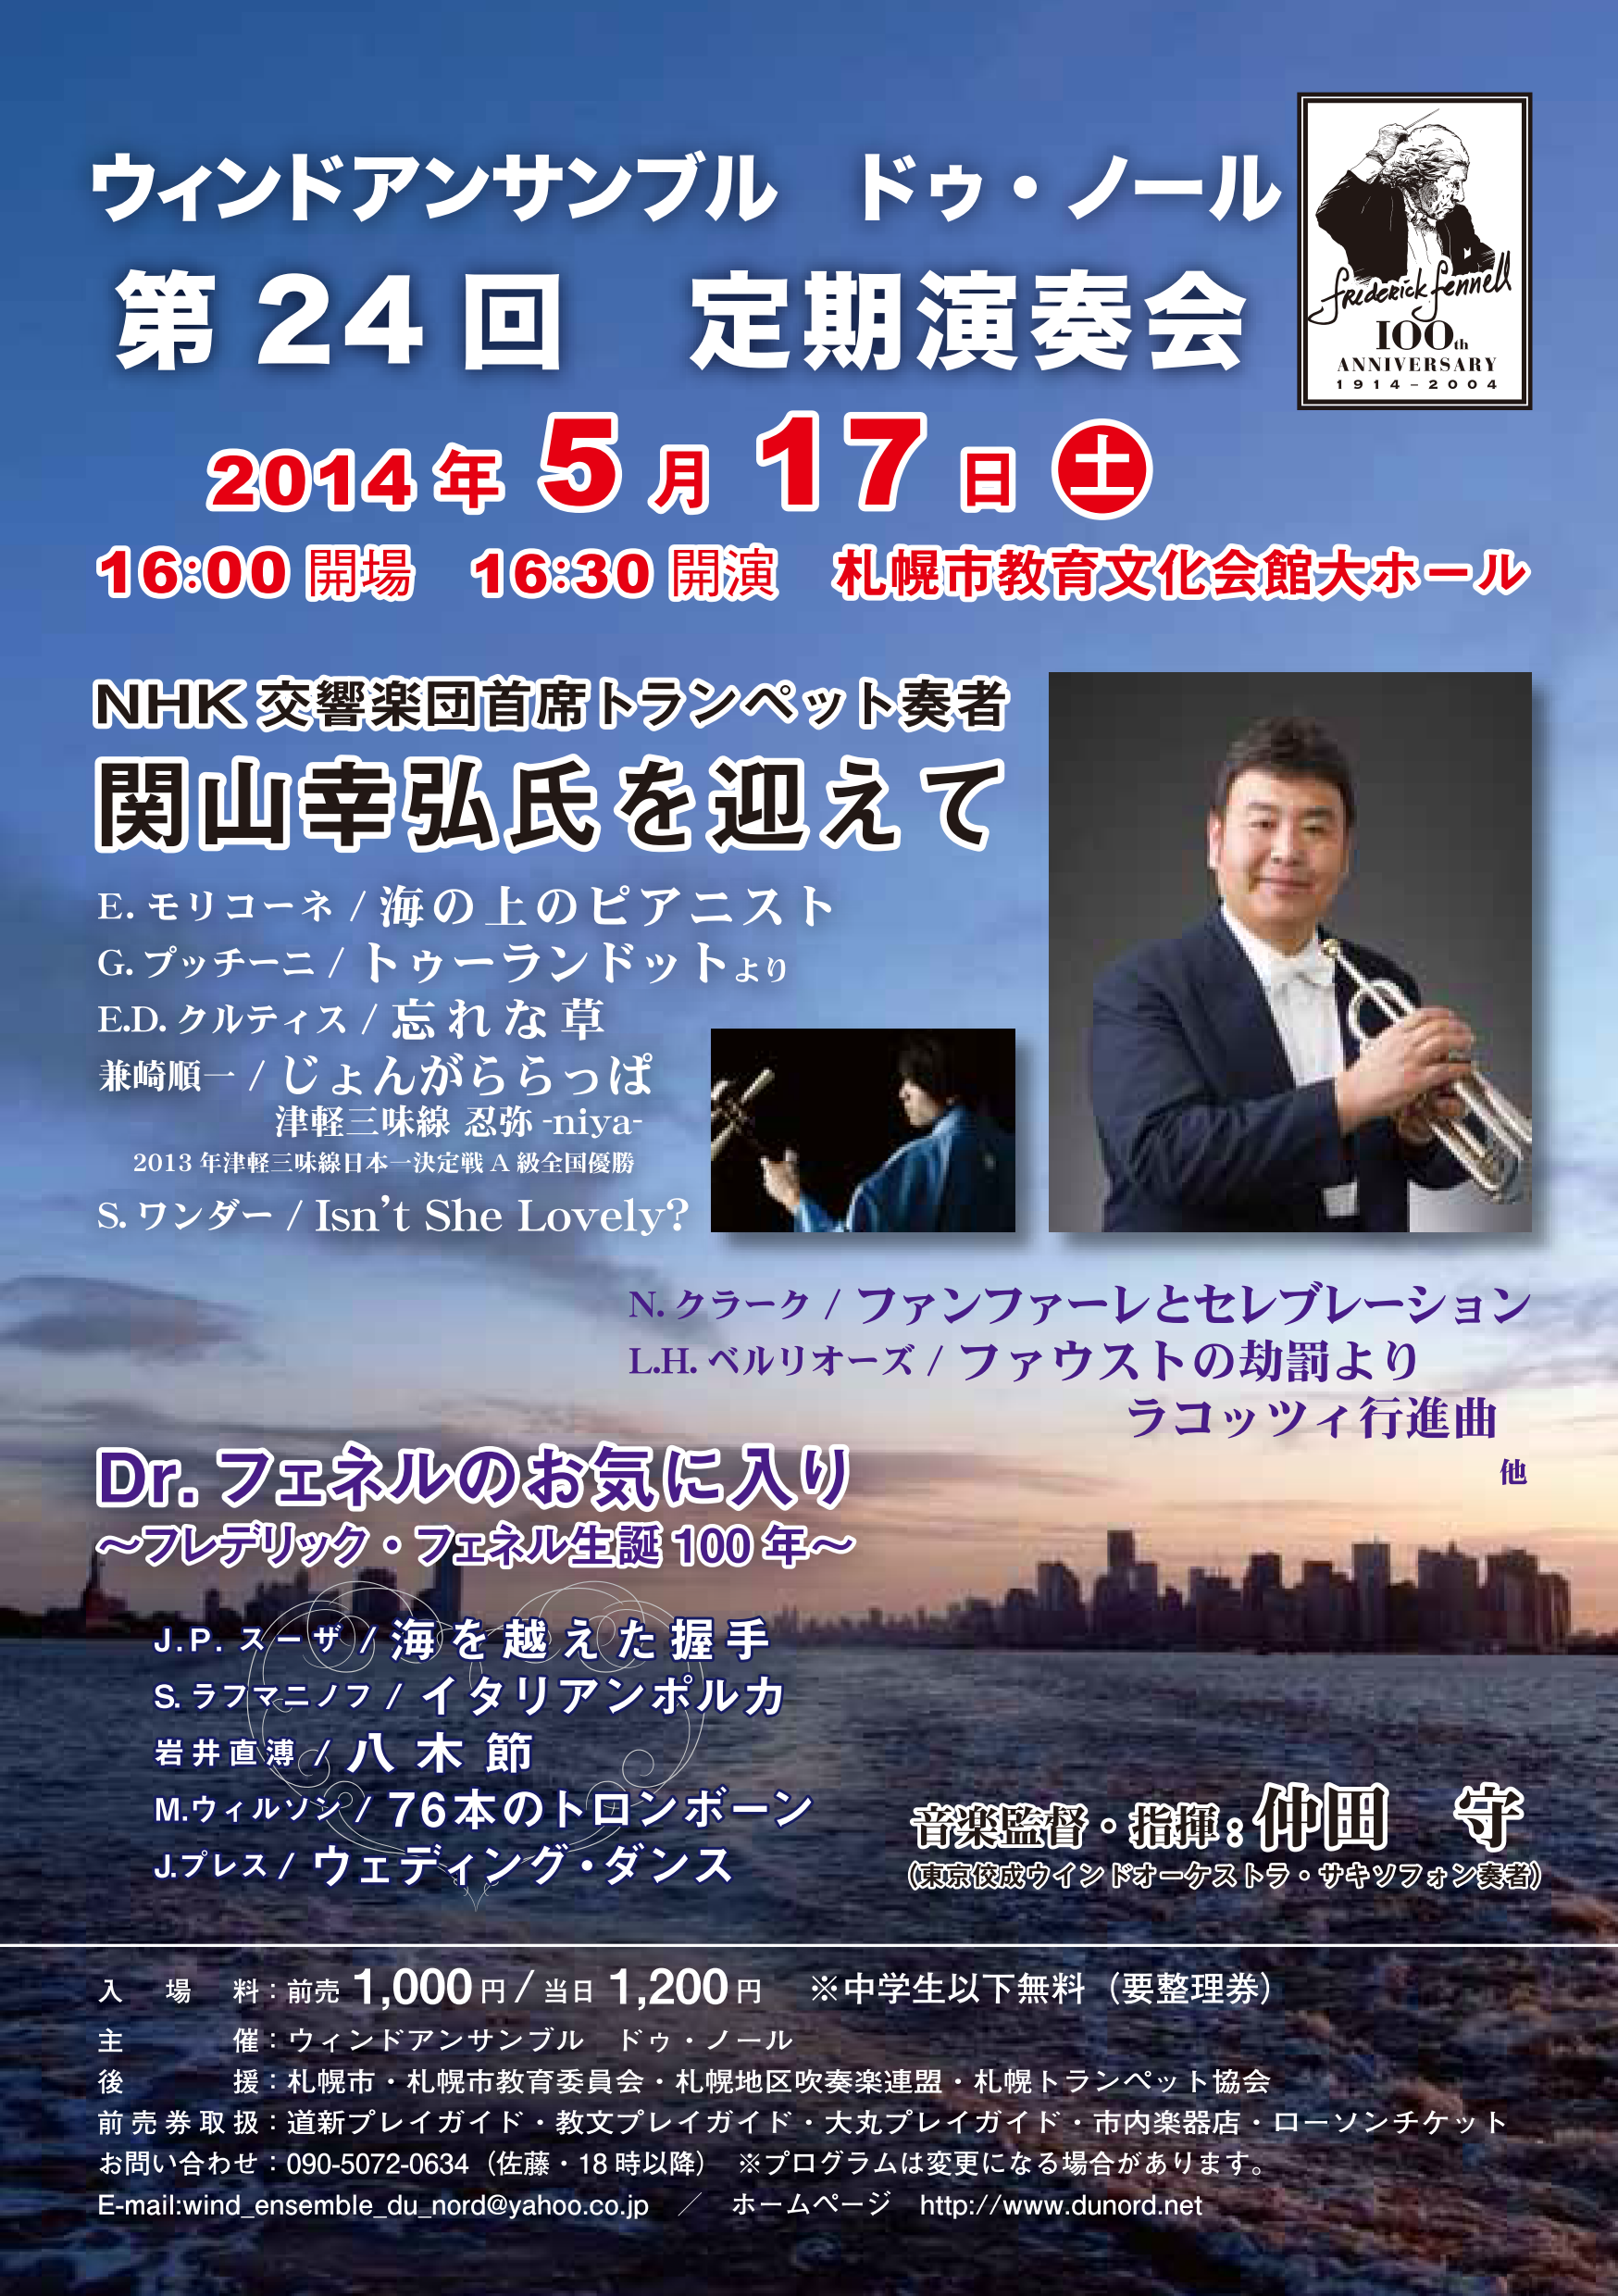 ウィンドアンサンブル　ドゥ・ノール
第24回　定期演奏会
frederick fennell
100th
ANNIVERSARY
1914-2004
2014年5月17日土
16:00開場　16:30開演　札幌市教育文化会館大ホール
NHK交響楽団首席トランペット奏者
関山幸弘氏を迎えて
E.モリコーネ / 海の上のピアニスト
G.プッチーニ / トゥーランドットより
E.D.クルティス / 忘れな草
兼崎順一 / じょんがららっぱ
津軽三味線 忍弥 -niya-
2013年津軽三味線日本一決定戦A級全国優勝
S.ワンダー / Isn't She Lovely?
N.クラーク / ファンファーレとセレブレーション
L.H.ベルリオーズ / ファウストの劫罰より
ラコッツィ行進曲
他
Dr.フェネルのお気に入り
〜フレデリック・フェネル生誕100年〜
J.P.スーザ / 海を越えた握手
S.ラフマニノフ / イタリアンポルカ
岩井直溥 / 八木節
M.ウィルソン / 76本のトロンボーン
J.プレス / ウェディング・ダンス
音楽監督・指揮：仲田　守
（東京佼成ウインドオーケストラ・サキソフォン奏者）
入場料：前売 1,000円 / 当日 1,200円　※中学生以下無料（要整理券）
主催：ウィンドアンサンブル　ドゥ・ノール
後援：札幌市・札幌市教育委員会・札幌地区吹奏楽連盟・札幌トランペット協会
前売券取扱：道新プレイガイド・教文プレイガイド・大丸プレイガイド・市内楽器店・ローソンチケット
お問い合わせ：090-5072-0634（佐藤・18時以降）　※プログラムは変更になる場合があります。
E-mail:wind_ensemble_du_nord@yahoo.co.jp　／　ホームページ　http://www.dunord.net